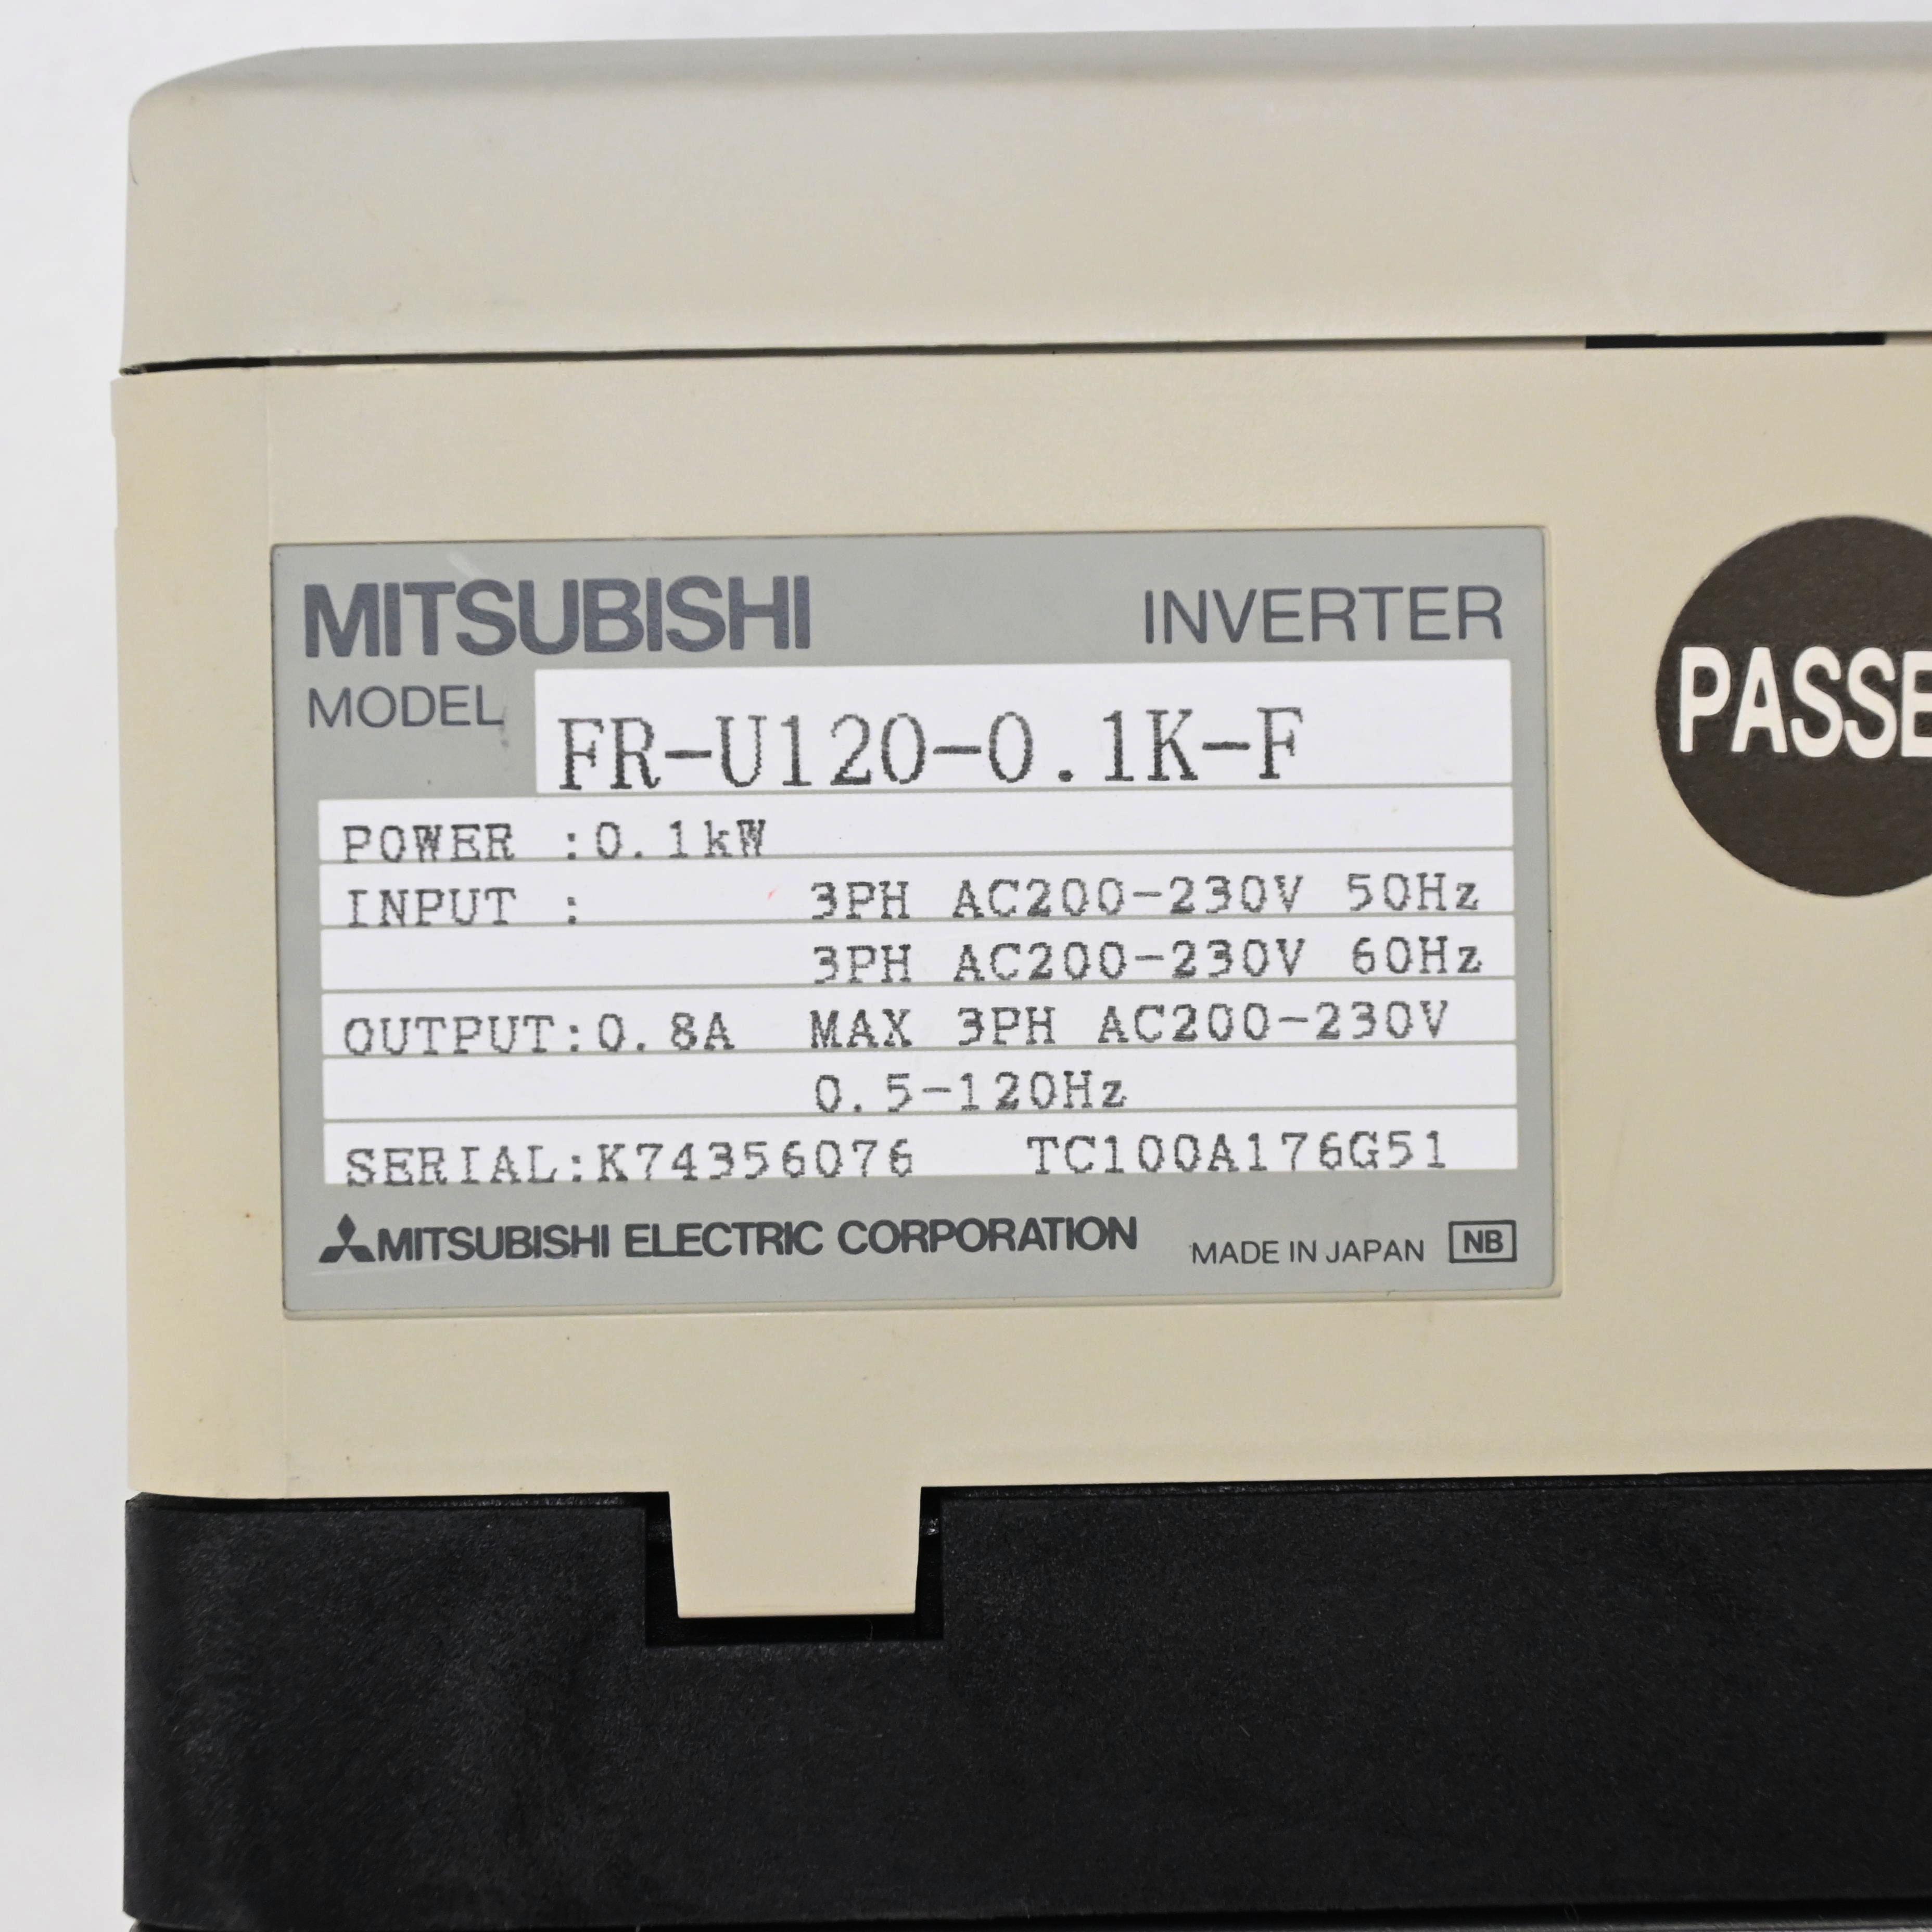 MITSUBISHI INVERTER
MODEL FR-U120-0.1K-F
POWER :0.1kW
INPUT : 3PH AC200-230V 50Hz
3PH AC200-230V 60Hz
OUTPUT:0.8A MAX 3PH AC200-230V
0.5-120Hz
SERIAL:K74356076 TC100A176G51
MITSUBISHI ELECTRIC CORPORATION MADE IN JAPAN NB
PASSE